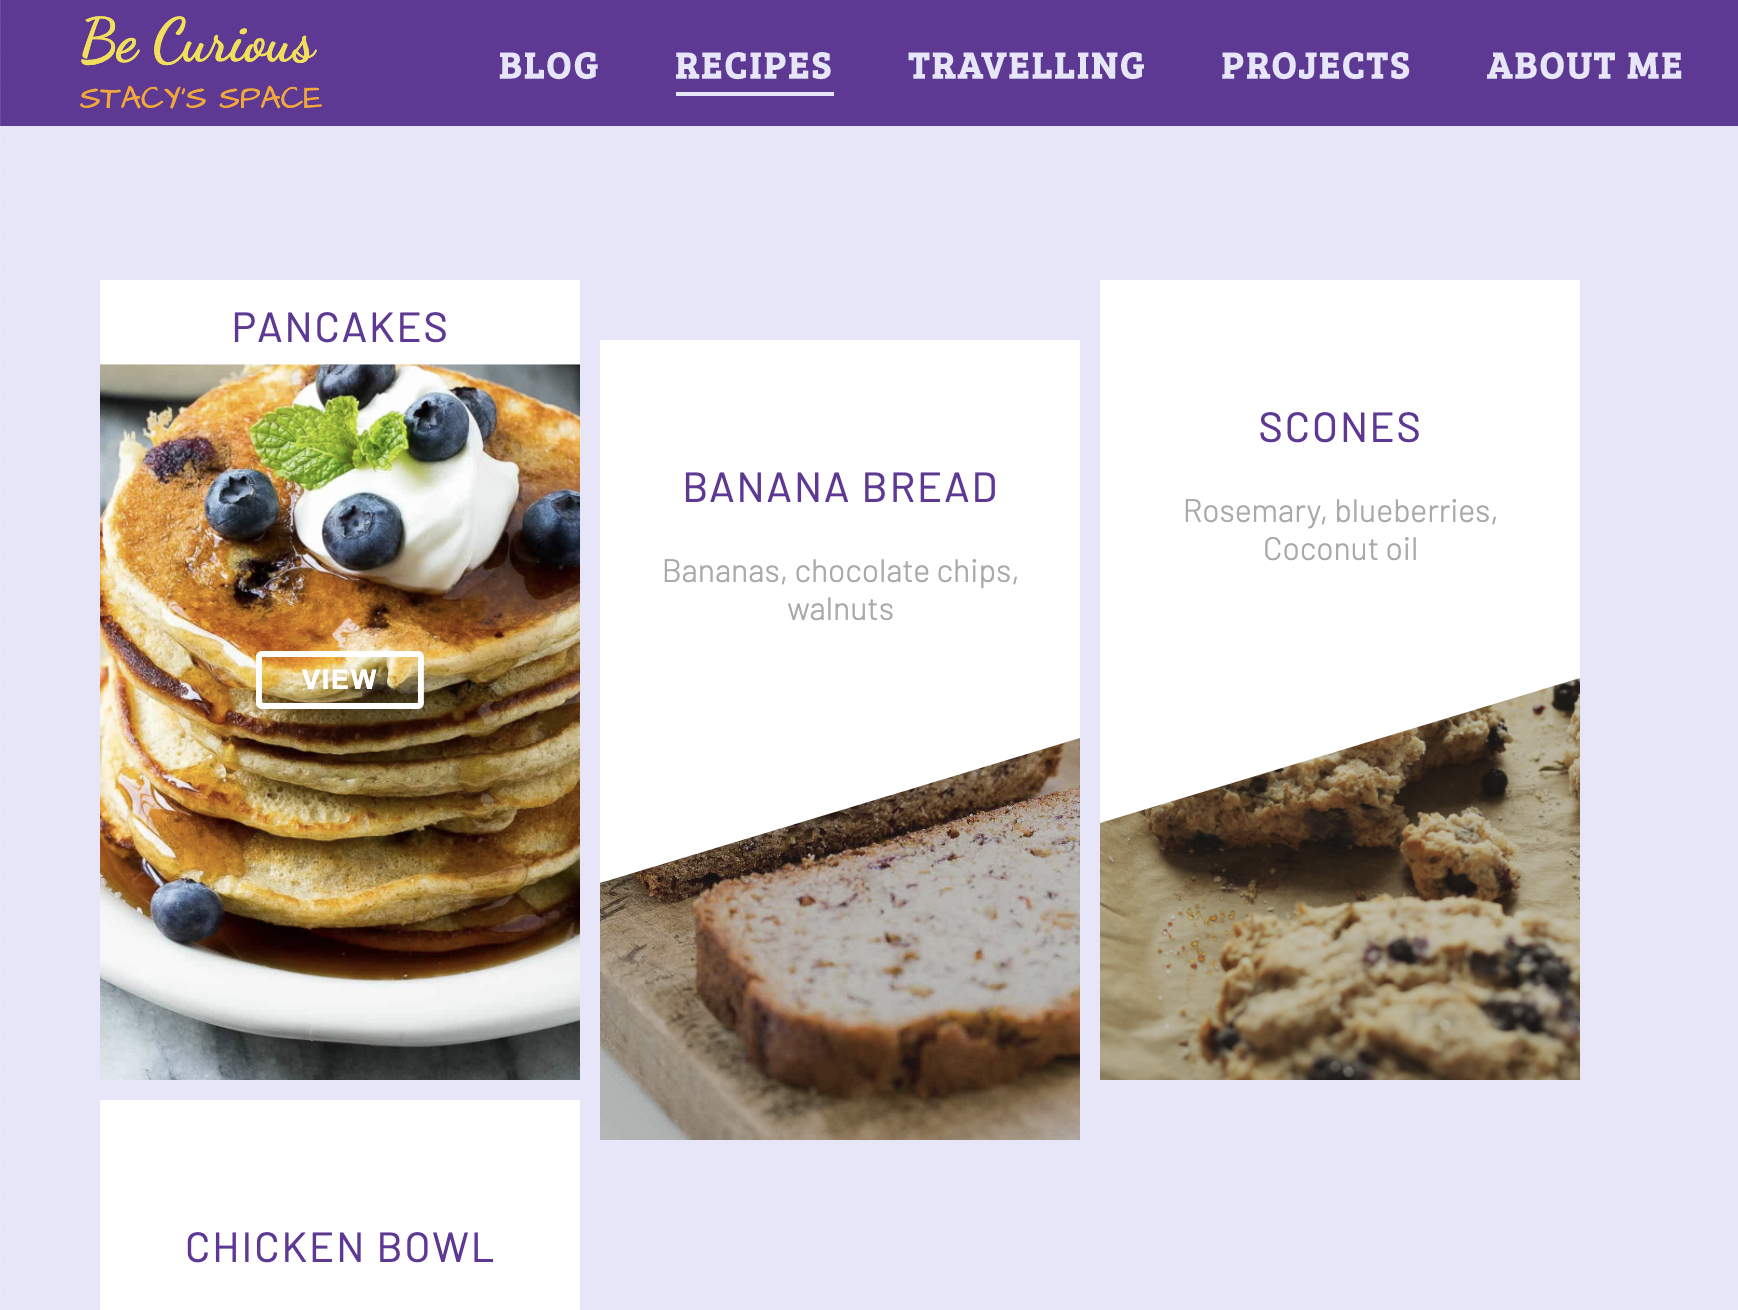 Be Curious
STACY'S SPACE
BLOG
RECIPES
TRAVELLING
PROJECTS
ABOUT ME
PANCAKES
VIEW
BANANA BREAD
Bananas, chocolate chips,
walnuts
SCONES
Rosemary, blueberries,
Coconut oil
CHICKEN BOWL